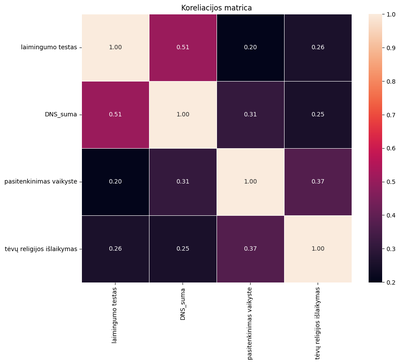 Koreliacijos matrica
laimingumo testas
1.00
0.51
0.20
0.26
DNS_suma
0.51
1.00
0.31
0.25
pasitenkinimas vaikyste
0.20
0.31
1.00
0.37
tėvų religijos išlaikymas
0.26
0.25
0.37
1.00
laimingumo testas
DNS_suma
pasitenkinimas vaikyste
tėvų religijos išlaikymas
1.0
0.9
0.8
0.7
0.6
0.5
0.4
0.3
0.2